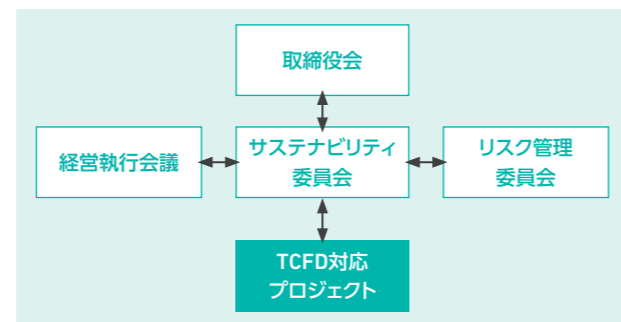 取締役会
経営執行会議
サステナビリティ
委員会
リスク管理
委員会
TCFD対応
プロジェクト